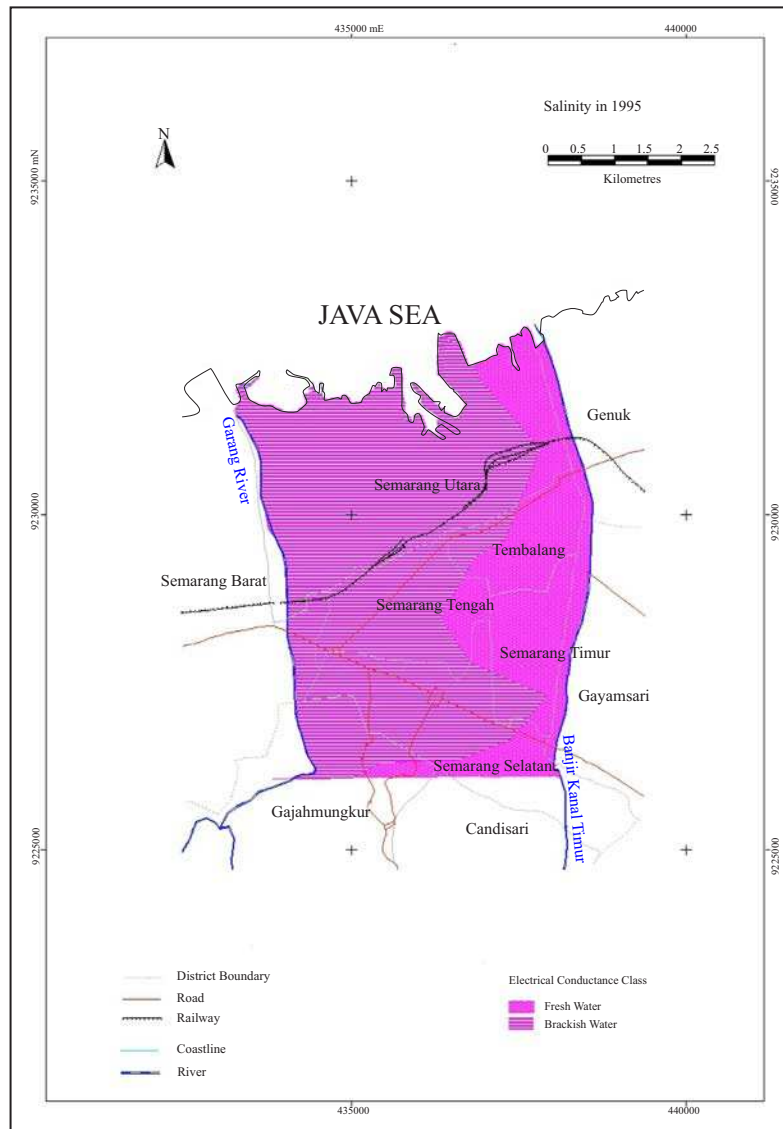 435000 mE
440000
Salinity in 1995
N
0 0.5 1 1.5 2 2.5
Kilometres
9235000 mN
9235000
JAVA SEA
Genuk
Garang River
Semarang Utara
9230000
9230000
Tembalang
Semarang Barat
Semarang Tengah
Semarang Timur
Gayamsari
Banjir Kanal Timur
Semarang Selatan
Gajahmungkur
Candisari
9225000
9225000
District Boundary
Road
Railway
Coastline
River
Electrical Conductance Class
Fresh Water
Brackish Water
435000
440000